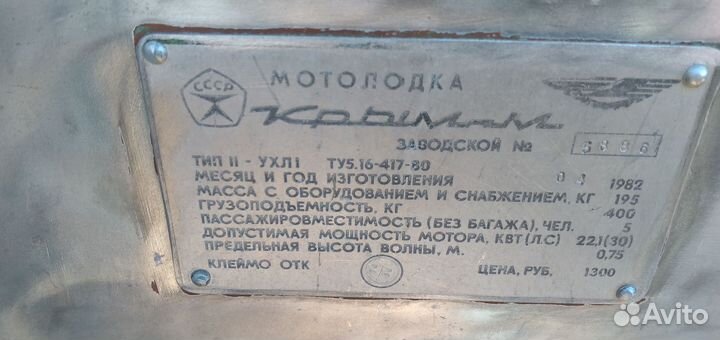 СССР
МОТОЛОДКА
Крым-М
ЗАВОДСКОЙ №
ТИП II - УХЛ1 ТУ5.16-417-80
МЕСЯЦ И ГОД ИЗГОТОВЛЕНИЯ 1982
МАССА С ОБОРУДОВАНИЕМ И СНАБЖЕНИЕМ, КГ 195
ГРУЗОПОДЪЕМНОСТЬ, КГ 400
ПАССАЖИРОВМЕСТИМОСТЬ (БЕЗ БАГАЖА), ЧЕЛ. 5
ДОПУСТИМАЯ МОЩНОСТЬ МОТОРА, КВТ (Л.С) 22,1(30)
ПРЕДЕЛЬНАЯ ВЫСОТА ВОЛНЫ, М. 0,75
КЛЕЙМО ОТК ЦЕНА, РУБ. 1300
Avito